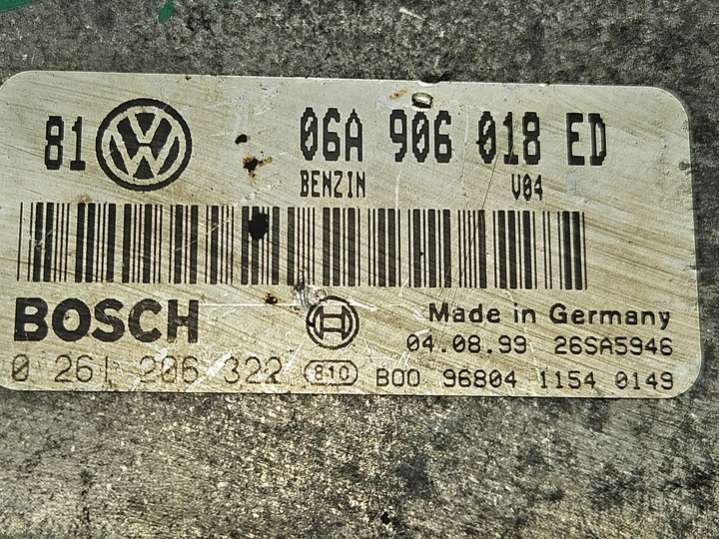 81 VW 06A 906 018 ED
BENZIN V04
BOSCH Made in Germany
04.08.99 26SA5946
0 261 206 322 810 B00 96804 1154 0149